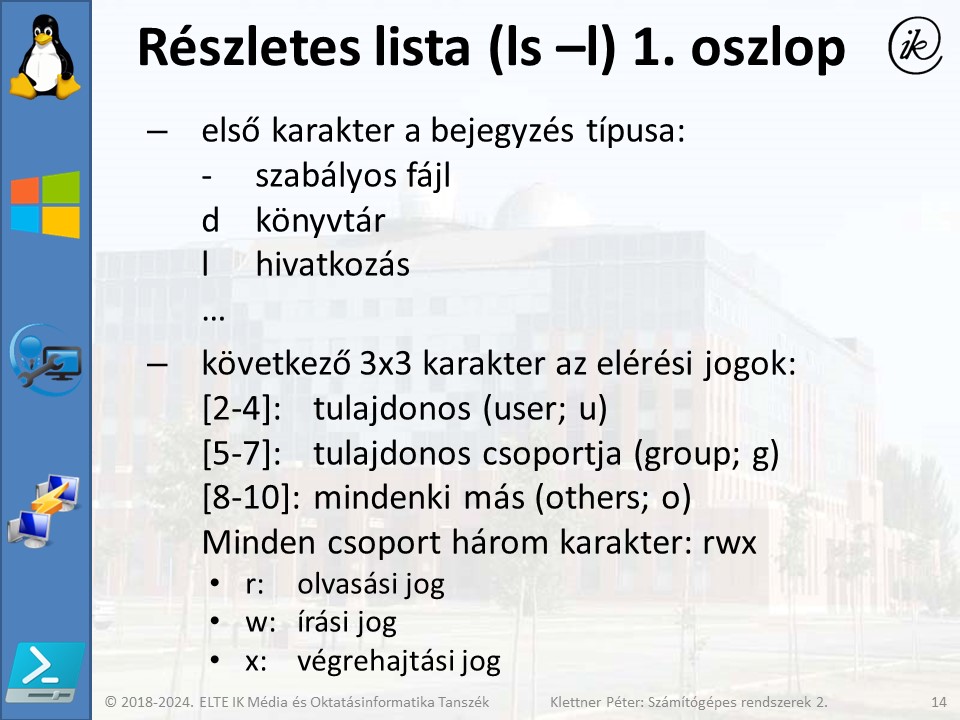 Részletes lista (ls –l) 1. oszlop
ik
– első karakter a bejegyzés típusa:
- szabályos fájl
d könyvtár
l hivatkozás
…
– következő 3x3 karakter az elérési jogok:
[2-4]: tulajdonos (user; u)
[5-7]: tulajdonos csoportja (group; g)
[8-10]: mindenki más (others; o)
Minden csoport három karakter: rwx
• r: olvasási jog
• w: írási jog
• x: végrehajtási jog
© 2018-2024. ELTE IK Média és Oktatásinformatika Tanszék Klettner Péter: Számítógépes rendszerek 2. 14